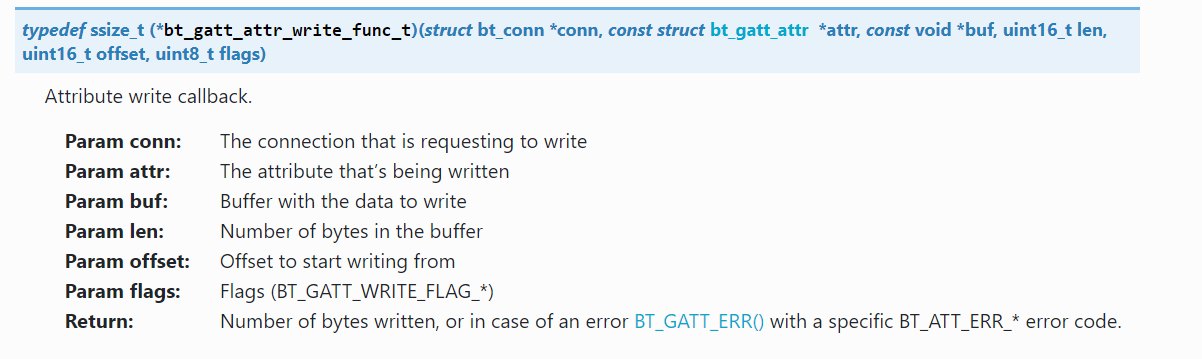 typedef ssize_t (*bt_gatt_attr_write_func_t)(struct bt_conn *conn, const struct bt_gatt_attr *attr, const void *buf, uint16_t len,
uint16_t offset, uint8_t flags)
Attribute write callback.
Param conn: The connection that is requesting to write
Param attr: The attribute that’s being written
Param buf: Buffer with the data to write
Param len: Number of bytes in the buffer
Param offset: Offset to start writing from
Param flags: Flags (BT_GATT_WRITE_FLAG_*)
Return: Number of bytes written, or in case of an error BT_GATT_ERR() with a specific BT_ATT_ERR_* error code.